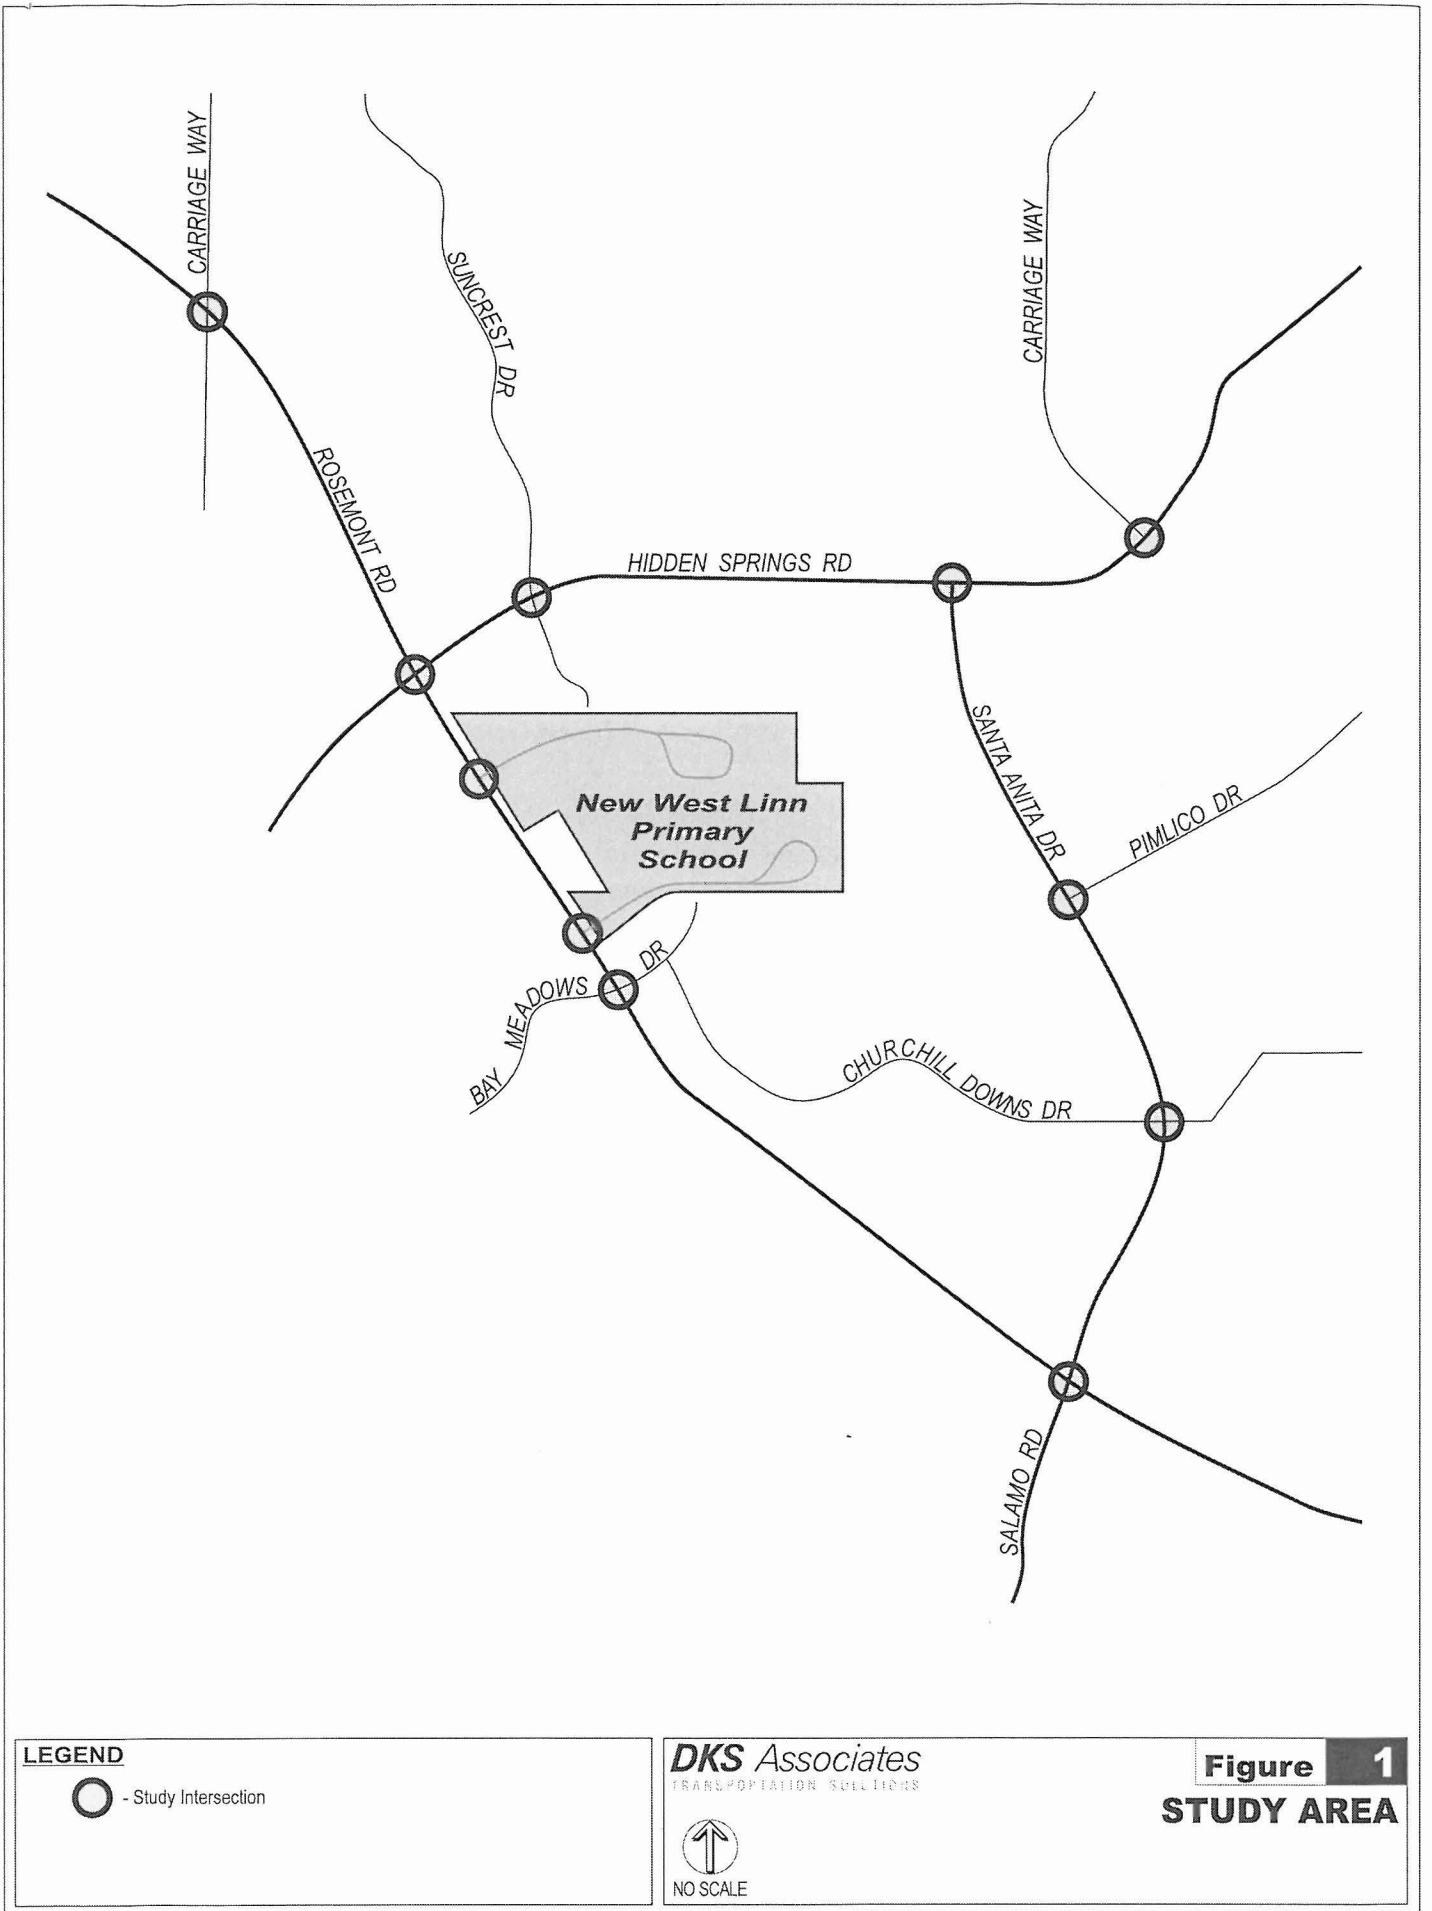 CARRIAGE WAY
SUNCREST DR
CARRIAGE WAY
ROSEMONT RD
HIDDEN SPRINGS RD
SANTA ANITA DR
PIMLICO DR
New West Linn
Primary
School
BAY MEADOWS DR
CHURCHILL DOWNS DR
SALAMO RD
LEGEND
- Study Intersection
DKS Associates
TRANSPORTATION SOLUTIONS
NO SCALE
Figure 1
STUDY AREA